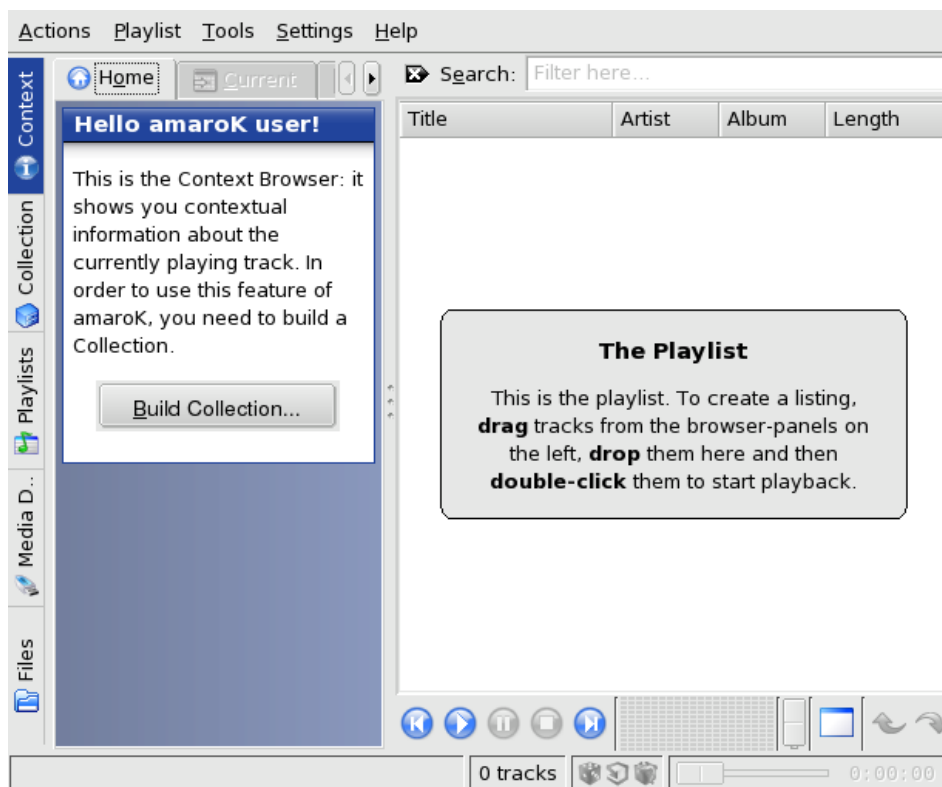 Actions Playlist Tools Settings Help
Context
Collection
Playlists
Media D..
Files
Home Current
Hello amaroK user!
This is the Context Browser: it
shows you contextual
information about the
currently playing track. In
order to use this feature of
amaroK, you need to build a
Collection.
Build Collection...
Search: Filter here...
Title Artist Album Length
The Playlist
This is the playlist. To create a listing,
drag tracks from the browser-panels on
the left, drop them here and then
double-click them to start playback.
0 tracks 0:00:00